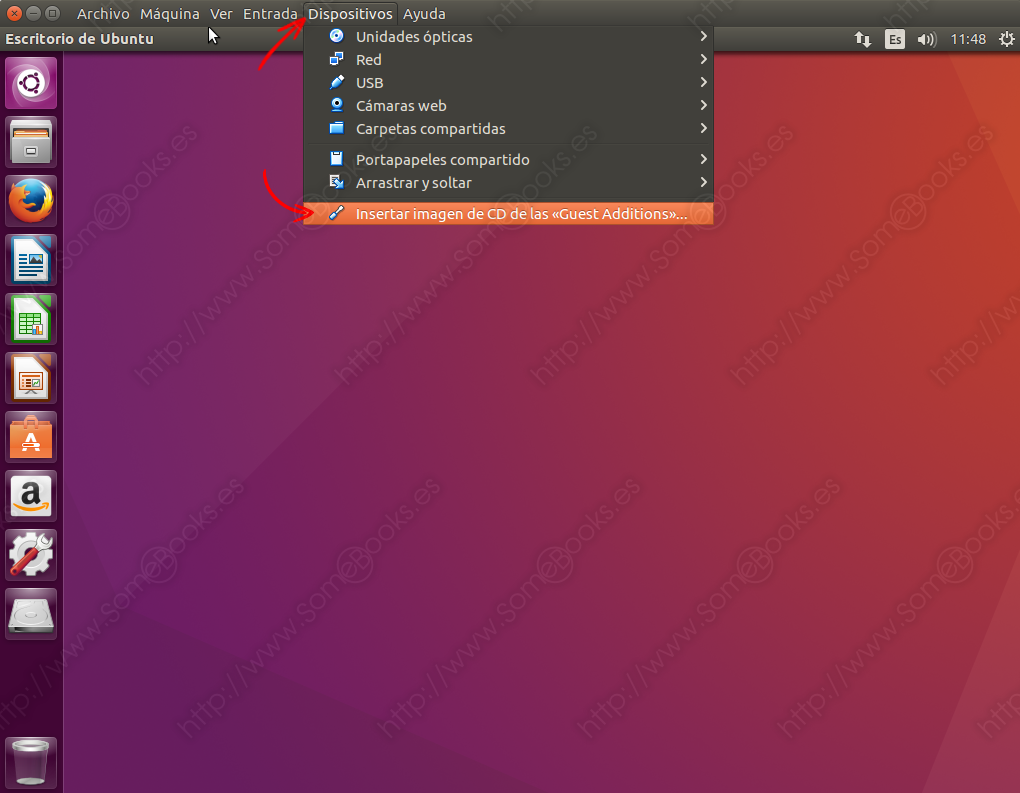 Archivo Máquina Ver Entrada Dispositivos Ayuda
Escritorio de Ubuntu
Es 11:48
Unidades ópticas
Red
USB
Cámaras web
Carpetas compartidas
Portapapeles compartido
Arrastrar y soltar
Insertar imagen de CD de las «Guest Additions»...
A
a
http://www.SomeBooks.es